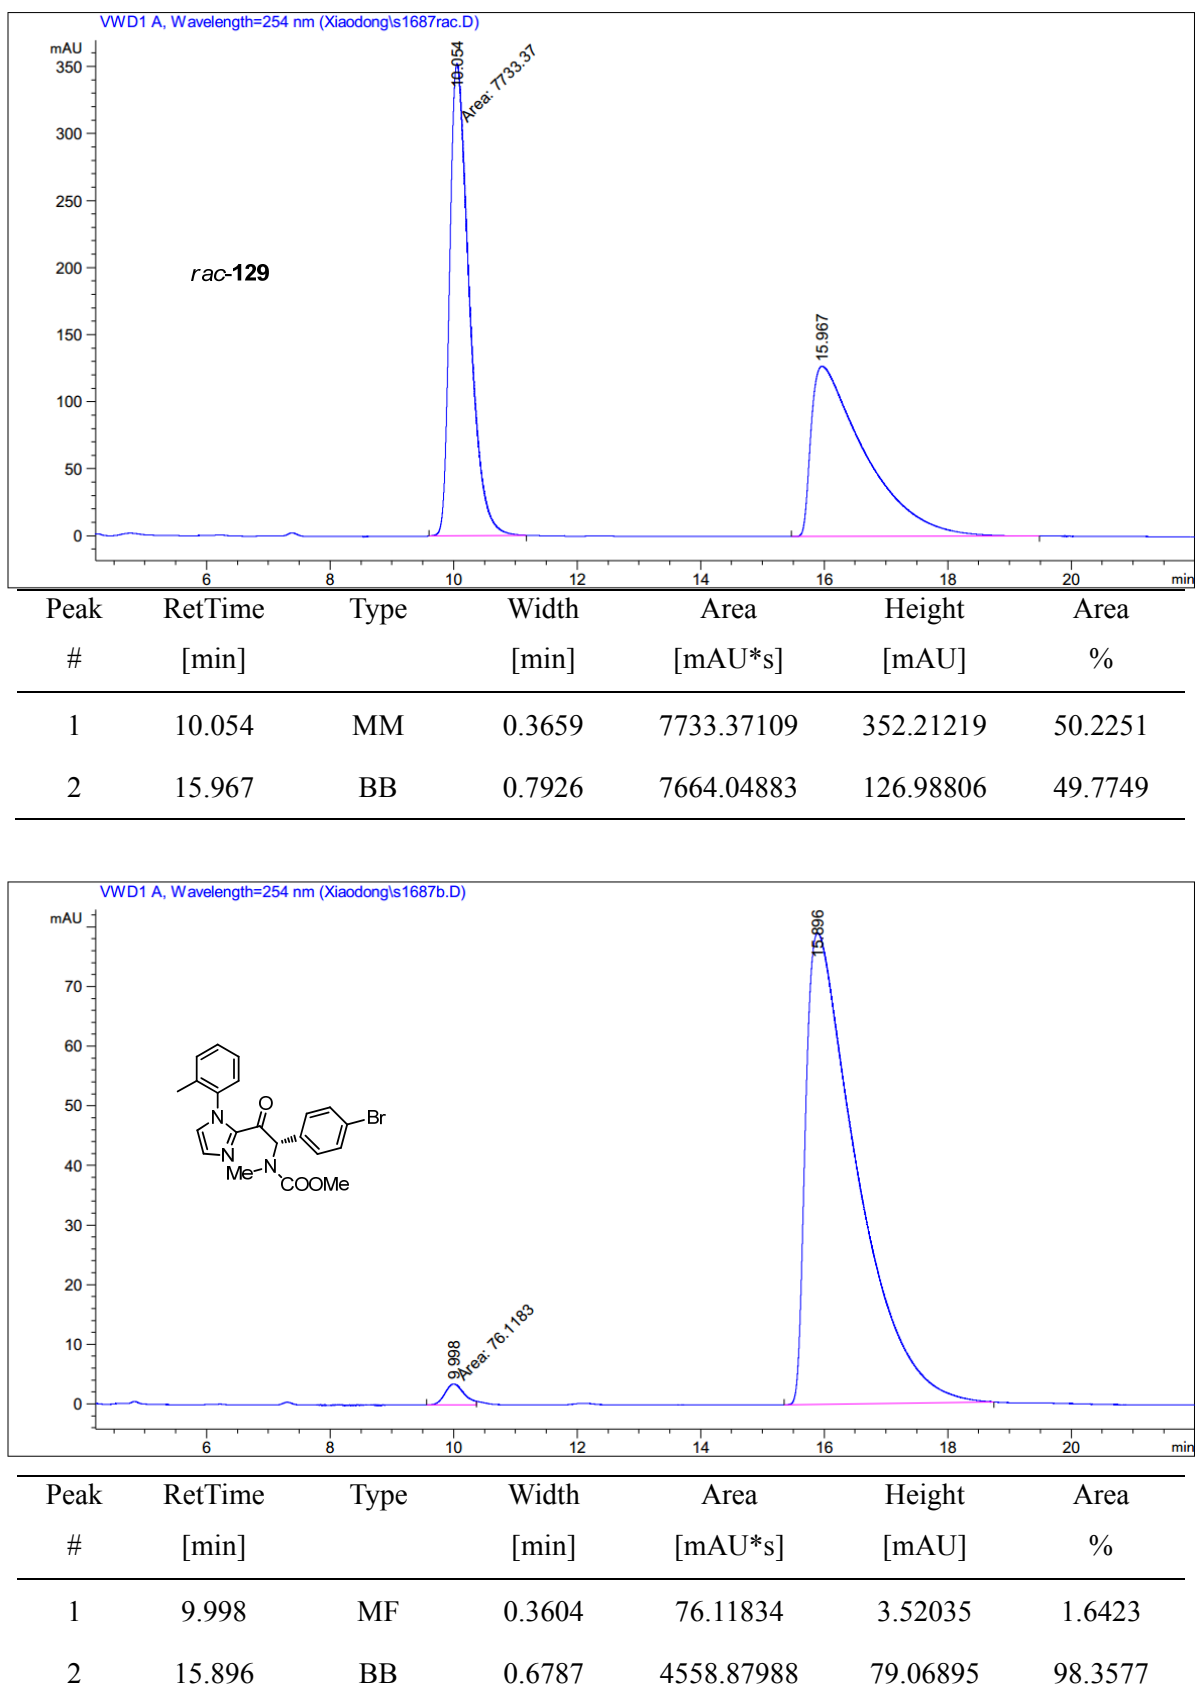 VWD1 A, Wavelength=254 nm (Xiaodong\s1687rac.D)
mAU
350
300
250
200
150
100
50
0
10.054
Area: 7733.37
15.967
rac-129
6 8 10 12 14 16 18 20 min
Peak RetTime Type Width Area Height Area
# [min] [min] [mAU*s] [mAU] %
1 10.054 MM 0.3659 7733.37109 352.21219 50.2251
2 15.967 BB 0.7926 7664.04883 126.98806 49.7749
VWD1 A, Wavelength=254 nm (Xiaodong\s1687b.D)
mAU
70
60
50
40
30
20
10
0
9.998
Area: 76.1183
15.896
N
O
Br
N
Me
N
COOMe
6 8 10 12 14 16 18 20 min
Peak RetTime Type Width Area Height Area
# [min] [min] [mAU*s] [mAU] %
1 9.998 MF 0.3604 76.11834 3.52035 1.6423
2 15.896 BB 0.6787 4558.87988 79.06895 98.3577